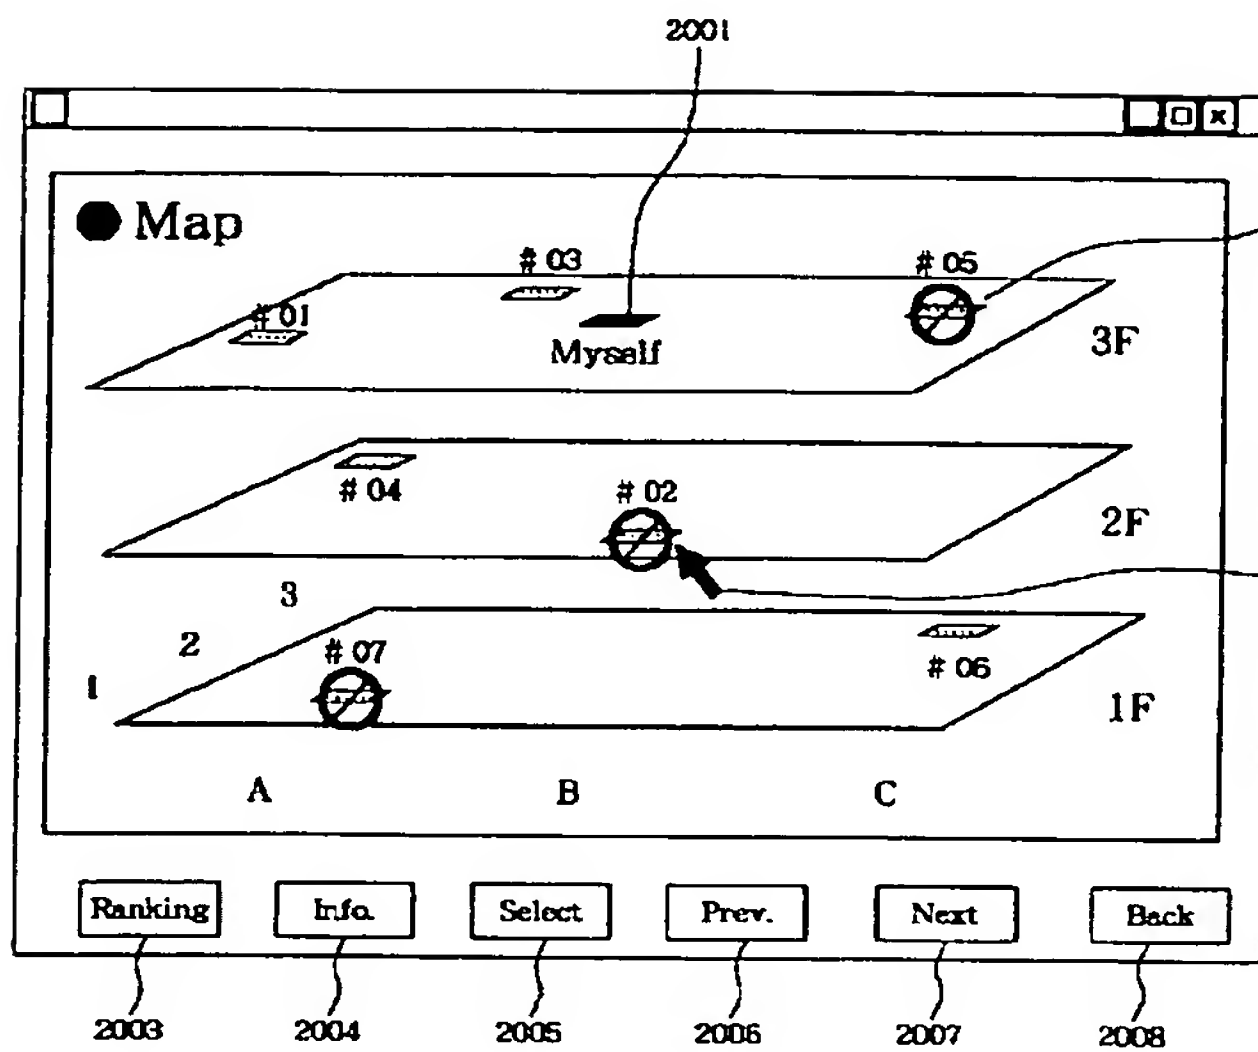 2001
Map
# 03
# 05
# 01
Myself
3F
# 04
# 02
2F
3
2
# 07
# 06
1
1F
A B C
Ranking Info. Select Prev. Next Back
2003 2004 2005 2006 2007 2008